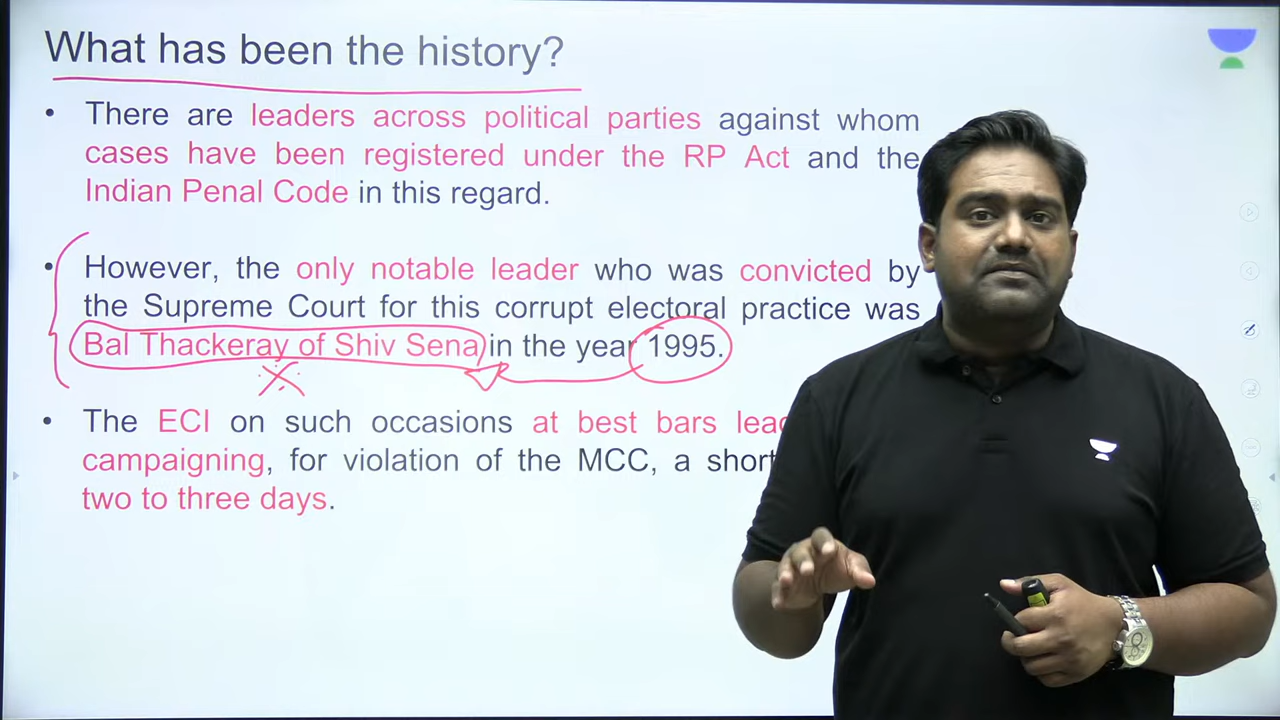 What has been the history?
• There are leaders across political parties against whom
cases have been registered under the RP Act and the
Indian Penal Code in this regard.
• However, the only notable leader who was convicted by
the Supreme Court for this corrupt electoral practice was
Bal Thackeray of Shiv Sena in the year 1995.
• The ECI on such occasions at best bars
campaigning, for violation of the MCC, a short
two to three days.